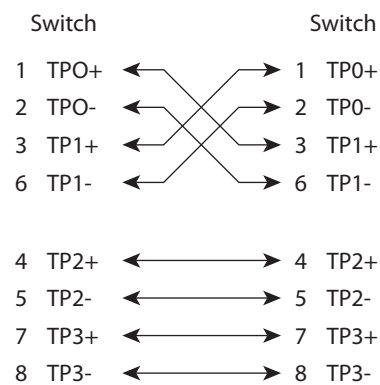 Switch Switch
1 TPO+ 1 TP0+
2 TPO- 2 TP0-
3 TP1+ 3 TP1+
6 TP1- 6 TP1-
4 TP2+ 4 TP2+
5 TP2- 5 TP2-
7 TP3+ 7 TP3+
8 TP3- 8 TP3-